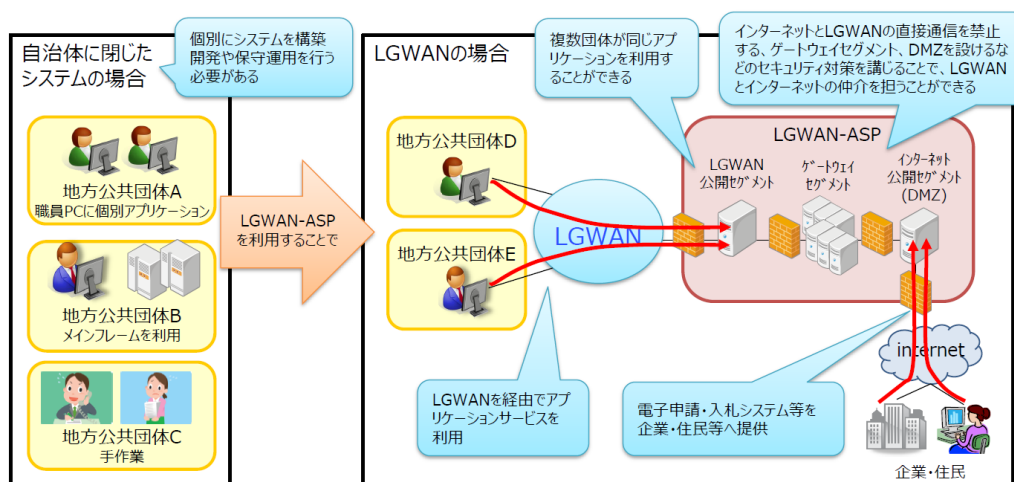 自治体に閉じた
システムの場合
個別にシステムを構築
開発や保守運用を行う
必要がある
地方公共団体A
職員PCに個別アプリケーション
地方公共団体B
メインフレームを利用
地方公共団体C
手作業
LGWAN-ASP
を利用することで
LGWANの場合
複数団体が同じアプ
リケーションを利用す
ることができる
インターネットとLGWANの直接通信を禁止
する、ゲートウェイセグメント、DMZを設けるな
どのセキュリティ対策を講じることで、LGWAN
とインターネットの仲介を担うことができる
地方公共団体D
地方公共団体E
LGWAN
LGWAN-ASP
LGWAN
公開ｾｸﾞﾒﾝﾄ
ｹﾞｰﾄｳｪｲ
ｾｸﾞﾒﾝﾄ
ｲﾝﾀｰﾈｯﾄ
公開ｾｸﾞﾒﾝﾄ
(DMZ)
LGWANを経由でアプ
リケーションサービスを
利用
電子申請・入札システム等を
企業・住民等へ提供
internet
企業・住民